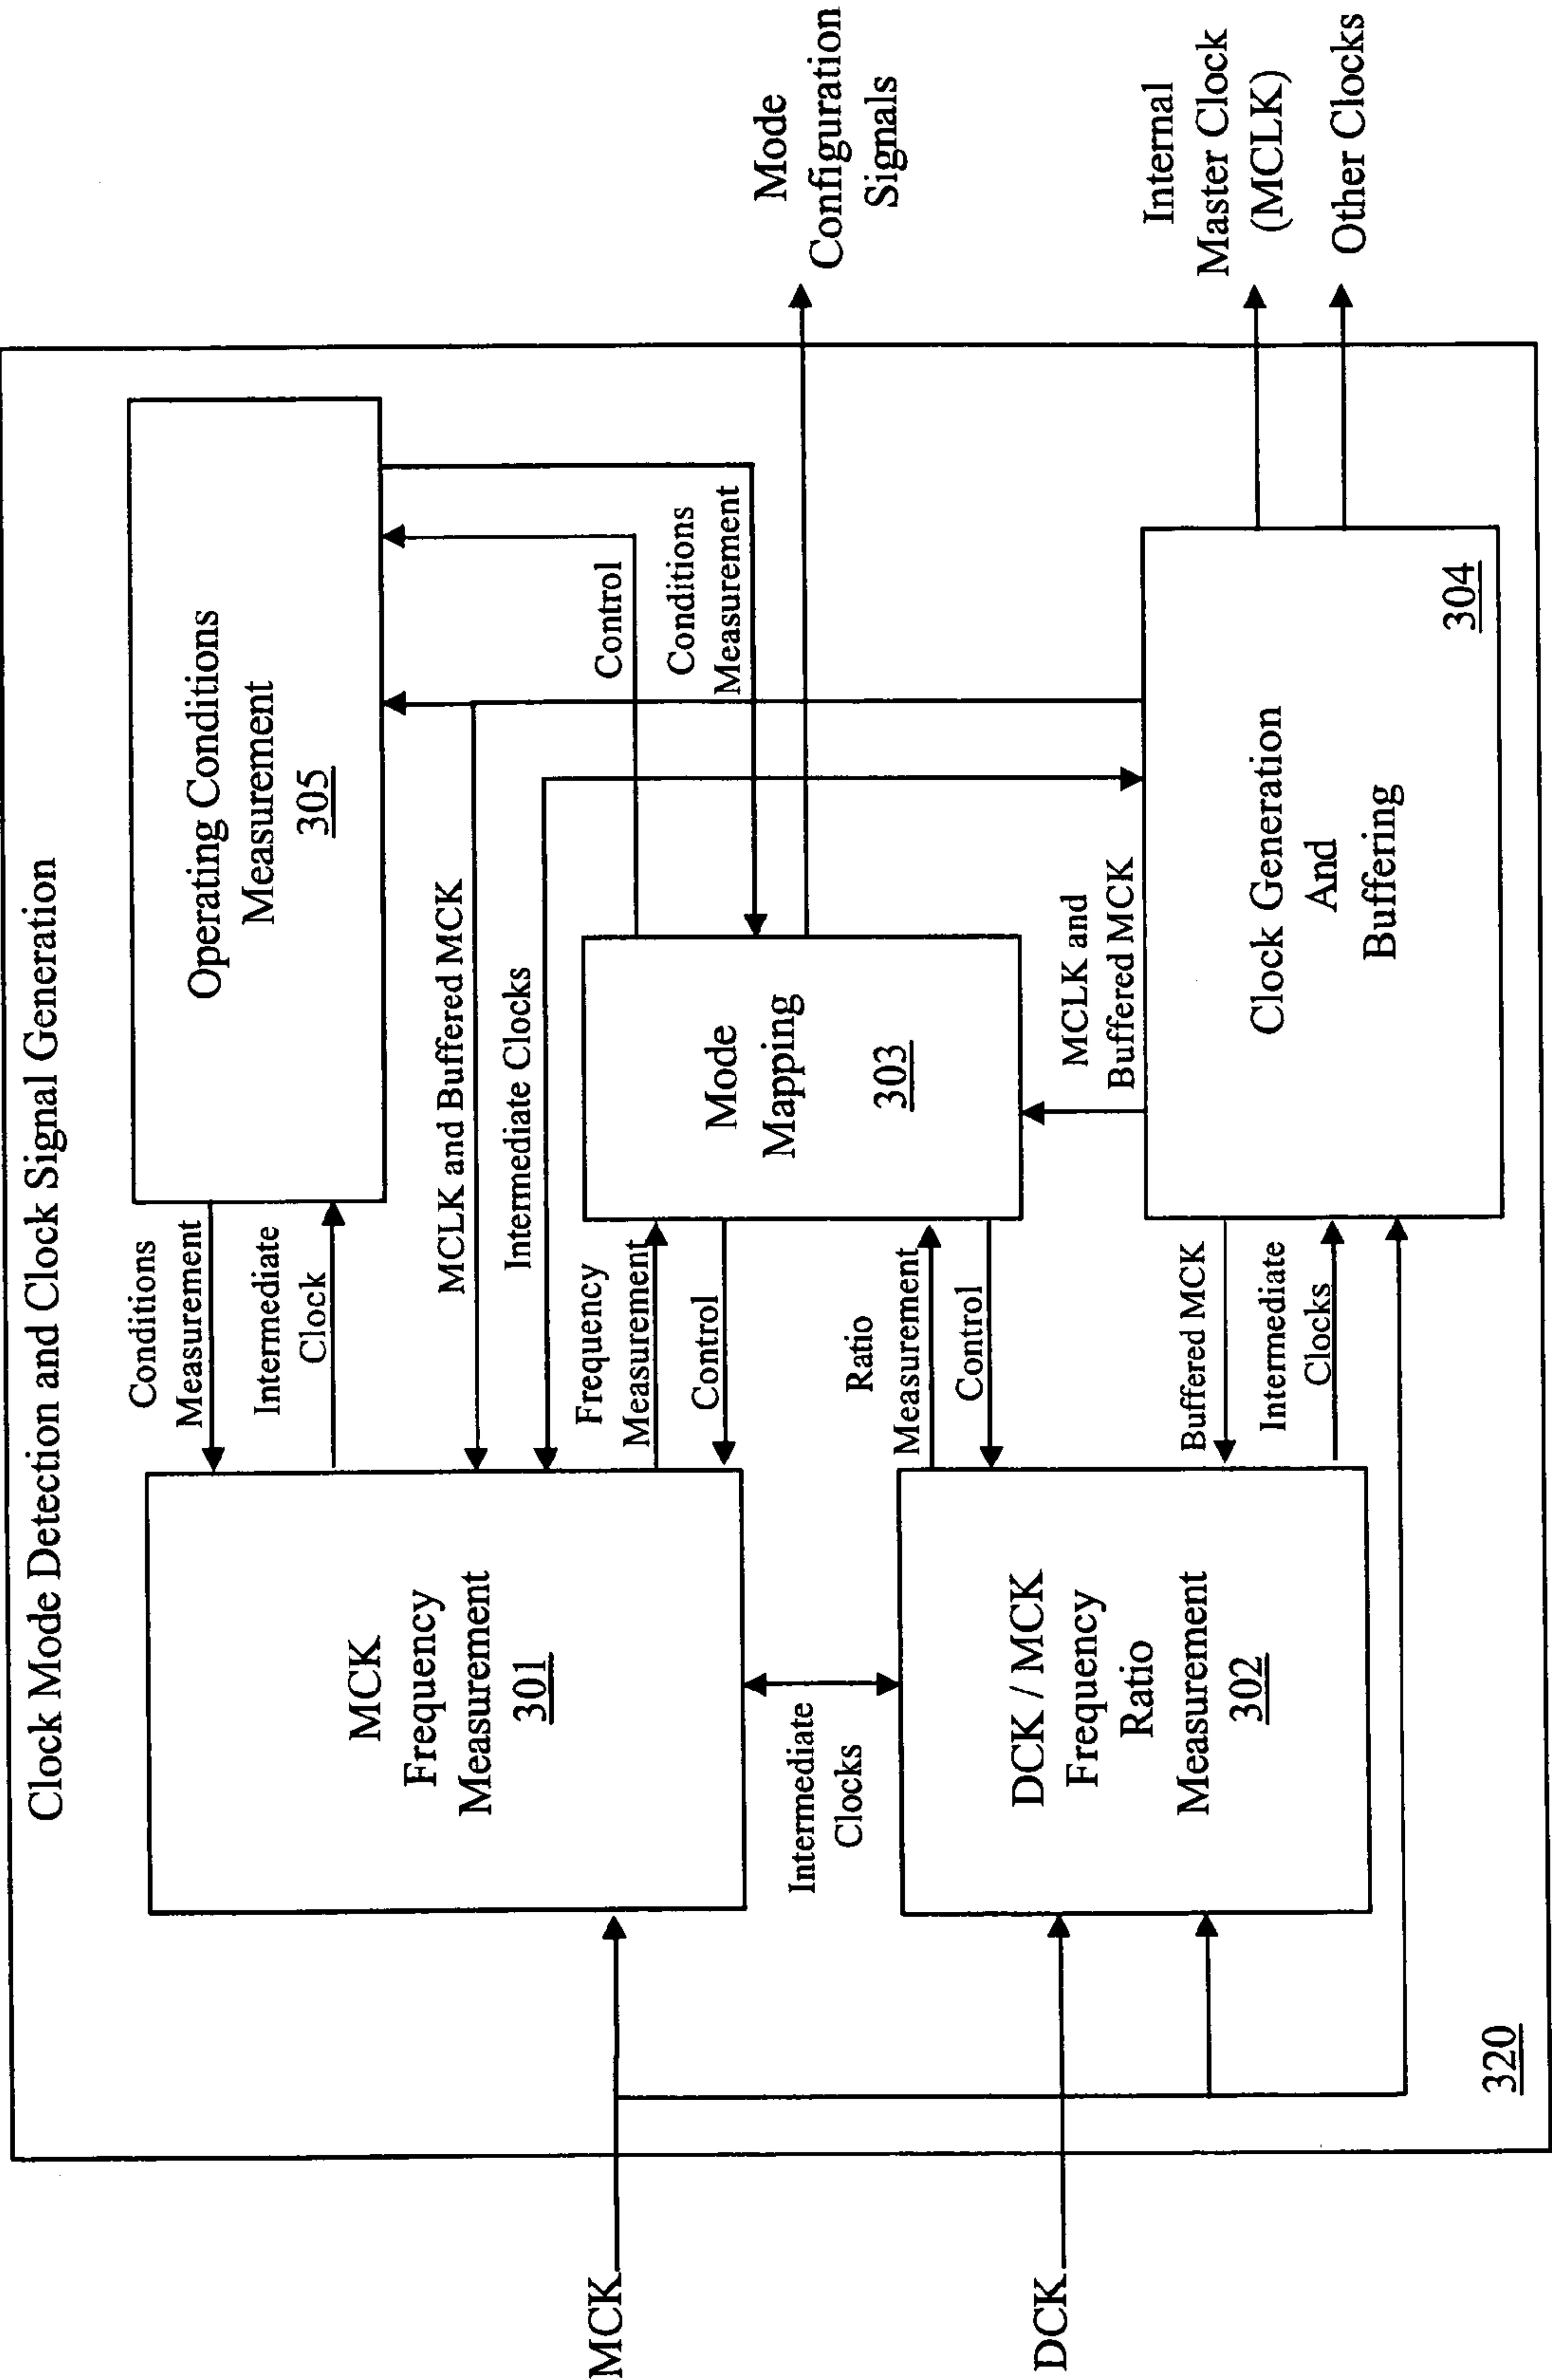 Clock Mode Detection and Clock Signal Generation
MCK
DCK
MCK
Frequency
Measurement
301
Conditions
Measurement
Intermediate
Clock
Operating Conditions
Measurement
305
MCLK and Buffered MCK
Intermediate Clocks
Frequency
Measurement
Control
Mode
Mapping
303
Control
Conditions
Measurement
Mode
Configuration
Signals
Intermediate
Clocks
Ratio
Measurement
Control
DCK / MCK
Frequency
Ratio
Measurement
302
MCLK and
Buffered MCK
Buffered MCK
Intermediate
Clocks
Clock Generation
And
Buffering
304
Internal
Master Clock
(MCLK)
Other Clocks
320